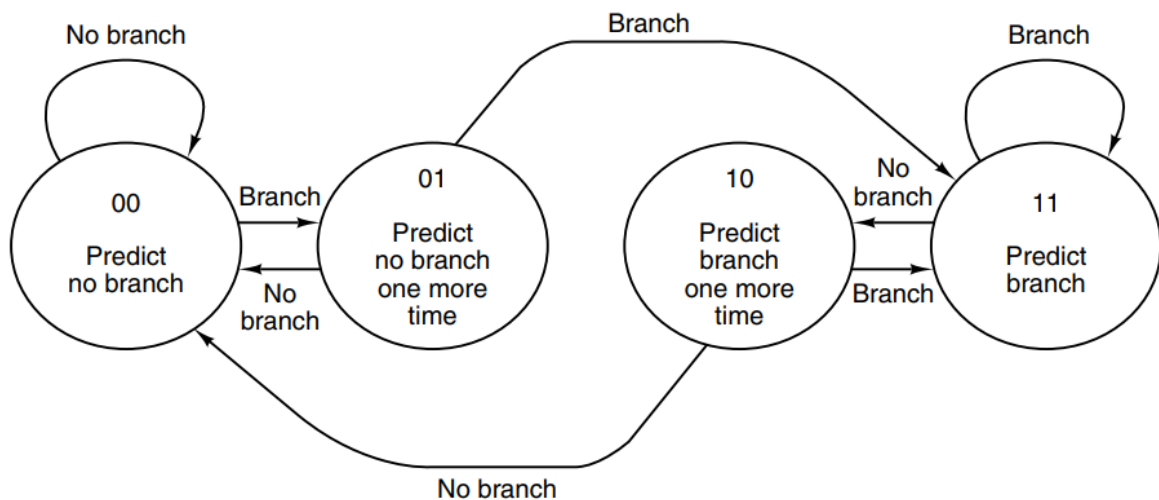 No branch
Branch
Branch
00
Predict
no branch
Branch
No
branch
01
Predict
no branch
one more
time
10
Predict
branch
one more
time
No
branch
Branch
11
Predict
branch
No branch